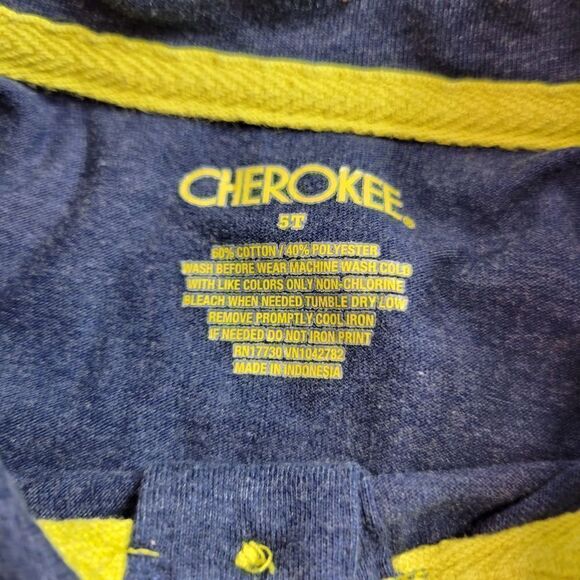 CHEROKEE®
5T
60% COTTON / 40% POLYESTER
WASH BEFORE WEAR MACHINE WASH COLD
WITH LIKE COLORS ONLY NON-CHLORINE
BLEACH WHEN NEEDED TUMBLE DRY LOW
REMOVE PROMPTLY COOL IRON
IF NEEDED DO NOT IRON PRINT
RN17730 VN1042782
MADE IN INDONESIA